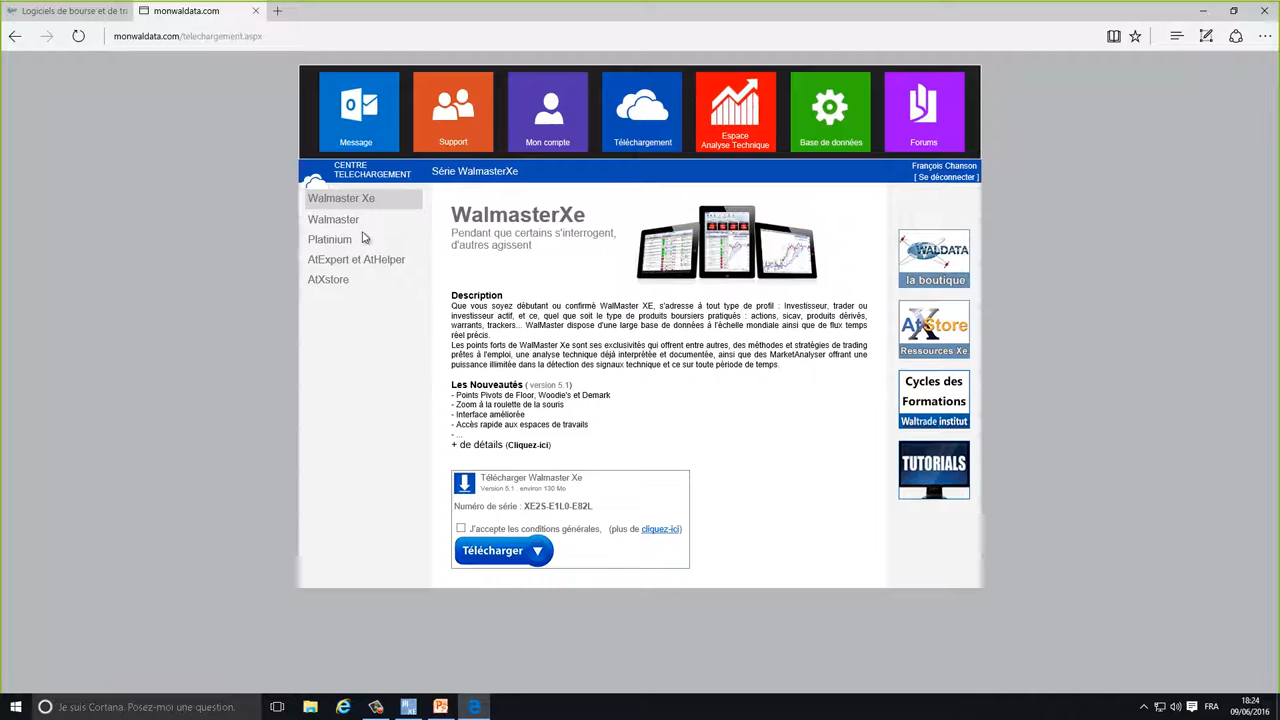 Logiciels de bourse et de tra
monwaldata.com
monwaldata.com/telechargement.aspx
Message
Support
Mon compte
Téléchargement
Espace
Analyse Technique
Base de données
Forums
CENTRE
TELECHARGEMENT
Série WalmasterXe
François Chanson
[ Se déconnecter ]
Walmaster Xe
Walmaster
Platinium
AtExpert et AtHelper
AtXstore
WalmasterXe
Pendant que certains s'interrogent,
d'autres agissent
Description
Que vous soyez débutant ou confirmé WalMaster XE, s'adresse à tout type de profil : Investisseur, trader ou
investisseur actif, et ce, quel que soit le type de produits boursiers pratiqués : actions, sicav, produits dérivés,
warrants, trackers... WalMaster dispose d'une large base de données à l'échelle mondiale ainsi que de flux temps
réel précis.
Les points forts de WalMaster Xe sont ses exclusivités qui offrent entre autres, des méthodes et stratégies de trading
prêtes à l'emploi, une analyse technique déjà interprétée et documentée, ainsi que des MarketAnalyser offrant une
puissance illimitée dans la détection des signaux technique et ce sur toute période de temps.
Les Nouveautés ( version 5.1)
- Points Pivots de Floor, Woodie's et Demark
- Zoom à la roulette de la souris
- Interface améliorée
- Accès rapide aux espaces de travails
- ...
+ de détails (Cliquez-ici)
Télécharger Walmaster Xe
Version 5.1 . environ 130 Mo
Numéro de série : XE2S-E1L0-E82L
J'accepte les conditions générales, (plus de cliquez-ici)
Télécharger
WALDATA
la boutique
AtXStore
Ressources Xe
Cycles des
Formations
Waltrade institut
TUTORIALS
Je suis Cortana. Posez-moi une question.
FRA
18:24
09/06/2016